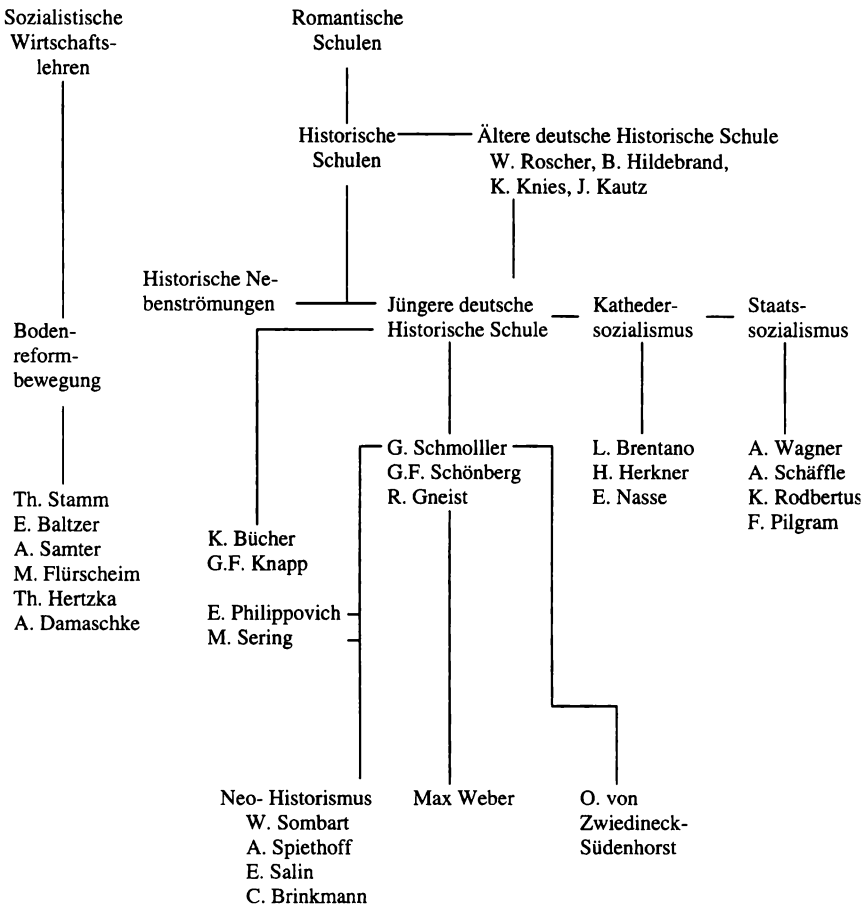 Sozialistische
Wirtschafts-
lehren
Romantische
Schulen
Historische
Schulen
Ältere deutsche Historische Schule
W. Roscher, B. Hildebrand,
K. Knies, J. Kautz
Historische Ne-
benströmungen
Jüngere deutsche
Historische Schule
Katheder-
sozialismus
Staats-
sozialismus
Boden-
reform-
bewegung
G. Schmolller
G.F. Schönberg
R. Gneist
L. Brentano
H. Herkner
E. Nasse
A. Wagner
A. Schäffle
K. Rodbertus
F. Pilgram
Th. Stamm
E. Baltzer
A. Samter
M. Flürscheim
Th. Hertzka
A. Damaschke
K. Bücher
G.F. Knapp
E. Philippovich
M. Sering
Neo- Historismus
W. Sombart
A. Spiethoff
E. Salin
C. Brinkmann
Max Weber
O. von
Zwiedineck-
Südenhorst